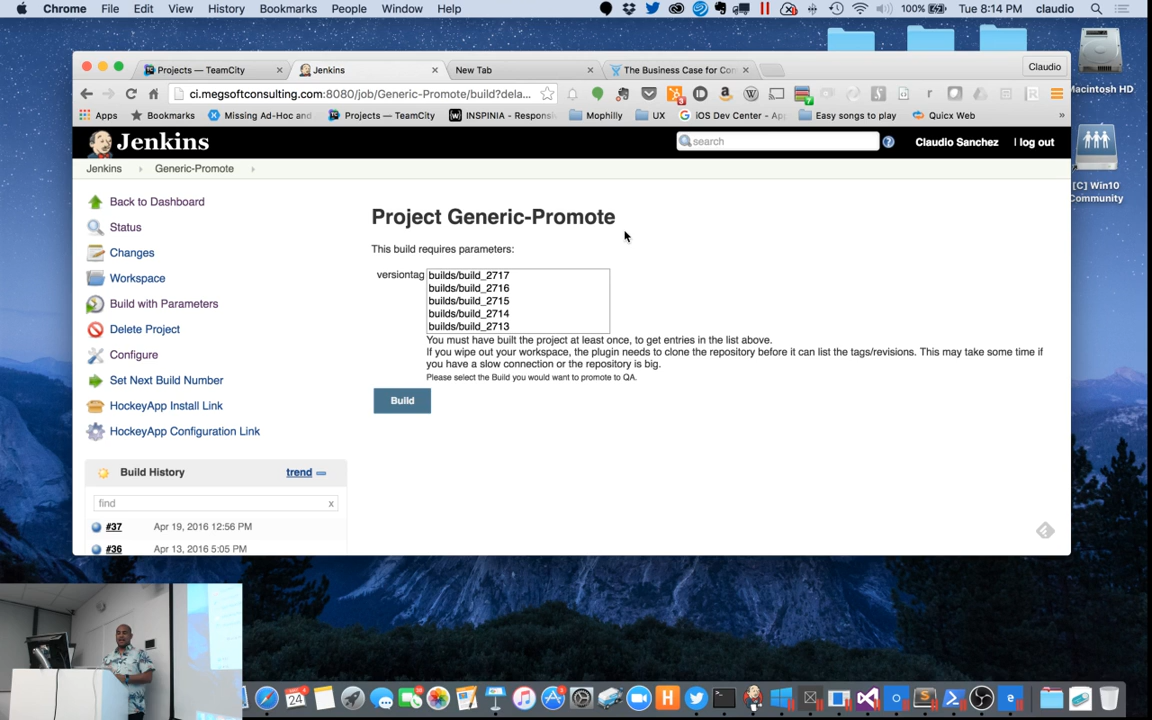 Chrome File Edit View History Bookmarks People Window Help
100% Tue 8:14 PM claudio
Projects — TeamCity
Jenkins
New Tab
The Business Case for Con
Claudio
ci.megsoftconsulting.com:8080/job/Generic-Promote/build?dela...
Apps Bookmarks Missing Ad-Hoc and Projects — TeamCity INSPINIA - Respons Mophilly UX iOS Dev Center - App Easy songs to play Quicx Web »
Macintosh HD
[C] Win10
Community
Jenkins
search
Claudio Sanchez
log out
Jenkins Generic-Promote
Back to Dashboard
Status
Changes
Workspace
Build with Parameters
Delete Project
Configure
Set Next Build Number
HockeyApp Install Link
HockeyApp Configuration Link
Build History trend
find x
#37 Apr 19, 2016 12:56 PM
#36 Apr 13, 2016 5:05 PM
Project Generic-Promote
This build requires parameters:
versiontag builds/build_2717
builds/build_2716
builds/build_2715
builds/build_2714
builds/build_2713
You must have built the project at least once, to get entries in the list above.
If you wipe out your workspace, the plugin needs to clone the repository before it can list the tags/revisions. This may take some time if
you have a slow connection or the repository is big.
Please select the Build you would want to promote to QA.
Build
24